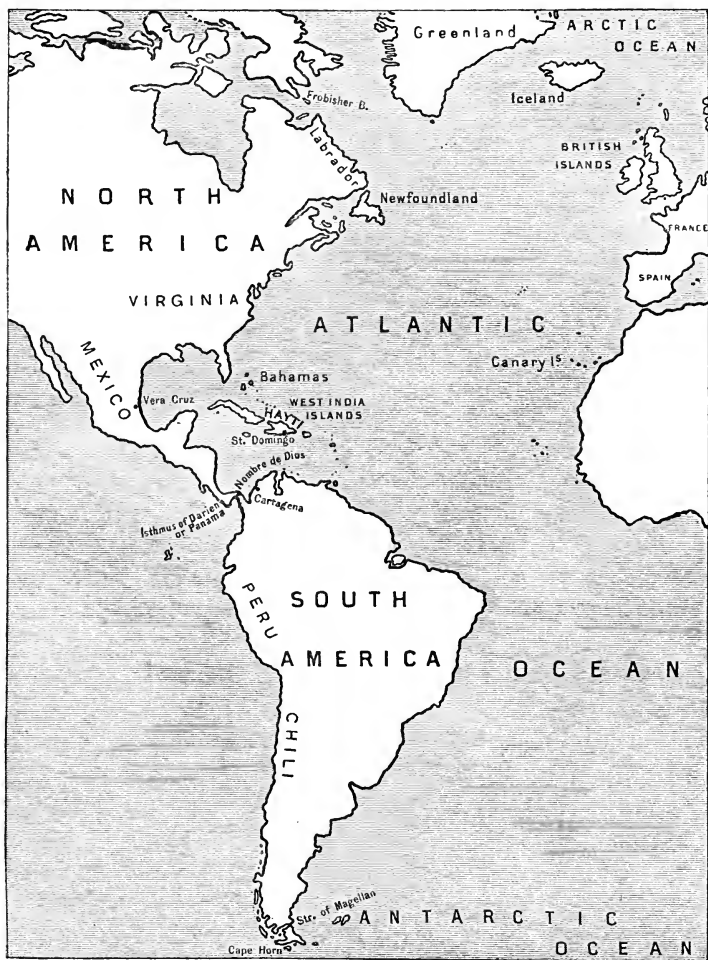 Greenland
ARCTIC
OCEAN
Iceland
Frobisher B.
Labrador
BRITISH
ISLANDS
NORTH
AMERICA
Newfoundland
FRANCE
SPAIN
VIRGINIA
ATLANTIC
MEXICO
Canary Iˢ
Bahamas
Vera Cruz
WEST INDIA
ISLANDS
HAYTI
St. Domingo
Nombre de Dios
Cartagena
Isthmus of Darien
or Panama
PERU
SOUTH
AMERICA
OCEAN
CHILI
Str. of Magellan
ANTARCTIC
OCEAN
Cape Horn